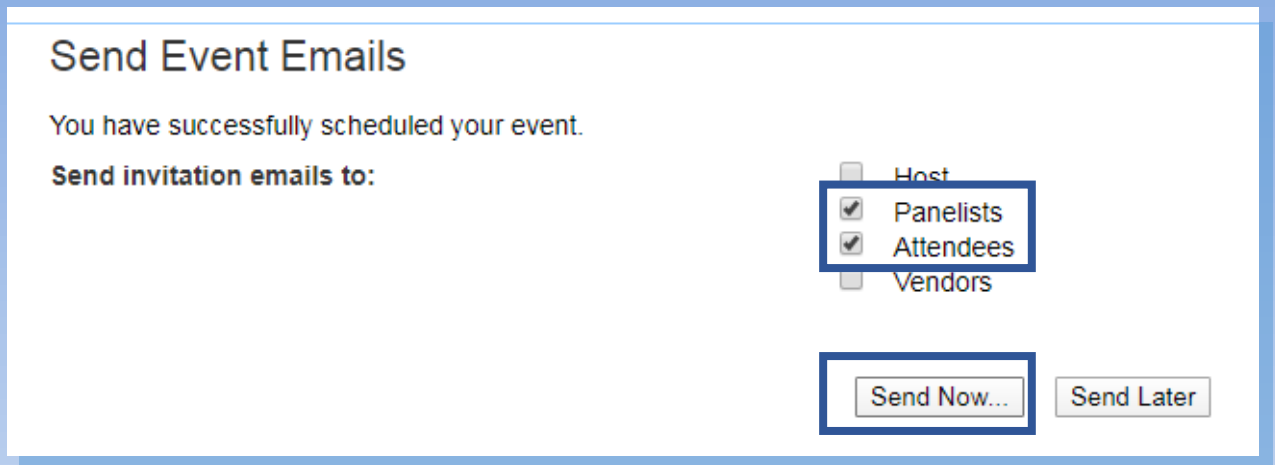 Send Event Emails
You have successfully scheduled your event.
Send invitation emails to:
Host
Panelists
Attendees
Vendors
Send Now...
Send Later